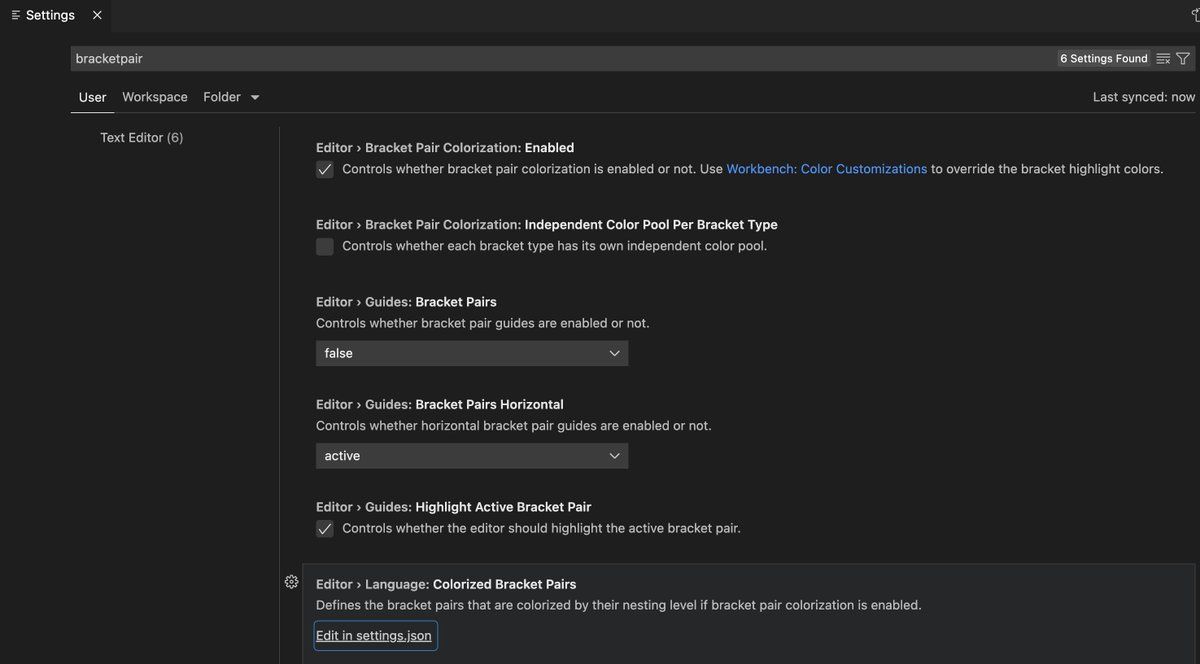 Settings
bracketpair
6 Settings Found
User Workspace Folder
Last synced: now
Text Editor (6)
Editor › Bracket Pair Colorization: Enabled
Controls whether bracket pair colorization is enabled or not. Use Workbench: Color Customizations to override the bracket highlight colors.
Editor › Bracket Pair Colorization: Independent Color Pool Per Bracket Type
Controls whether each bracket type has its own independent color pool.
Editor › Guides: Bracket Pairs
Controls whether bracket pair guides are enabled or not.
false
Editor › Guides: Bracket Pairs Horizontal
Controls whether horizontal bracket pair guides are enabled or not.
active
Editor › Guides: Highlight Active Bracket Pair
Controls whether the editor should highlight the active bracket pair.
Editor › Language: Colorized Bracket Pairs
Defines the bracket pairs that are colorized by their nesting level if bracket pair colorization is enabled.
Edit in settings.json